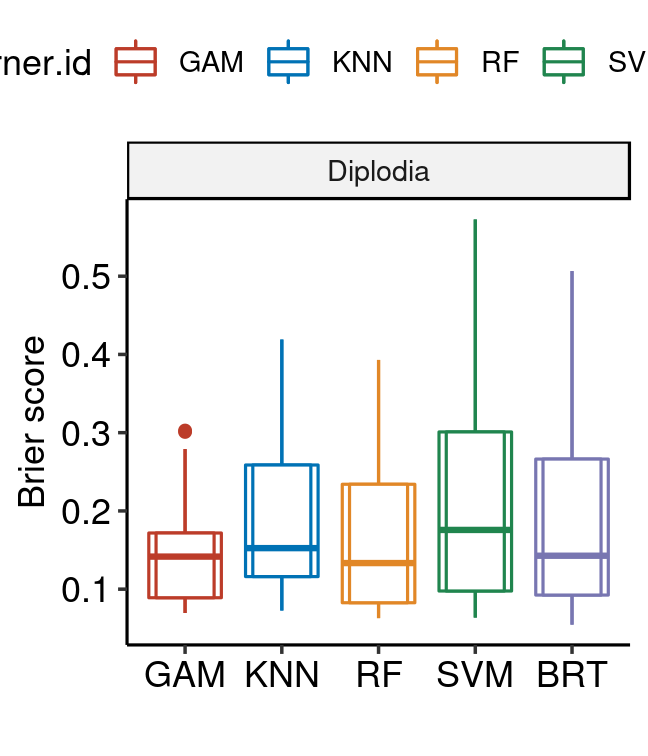 rner.id GAM KNN RF SV
Diplodia
0.5
0.4
0.3
0.2
0.1
Brier score
GAM KNN RF SVM BRT